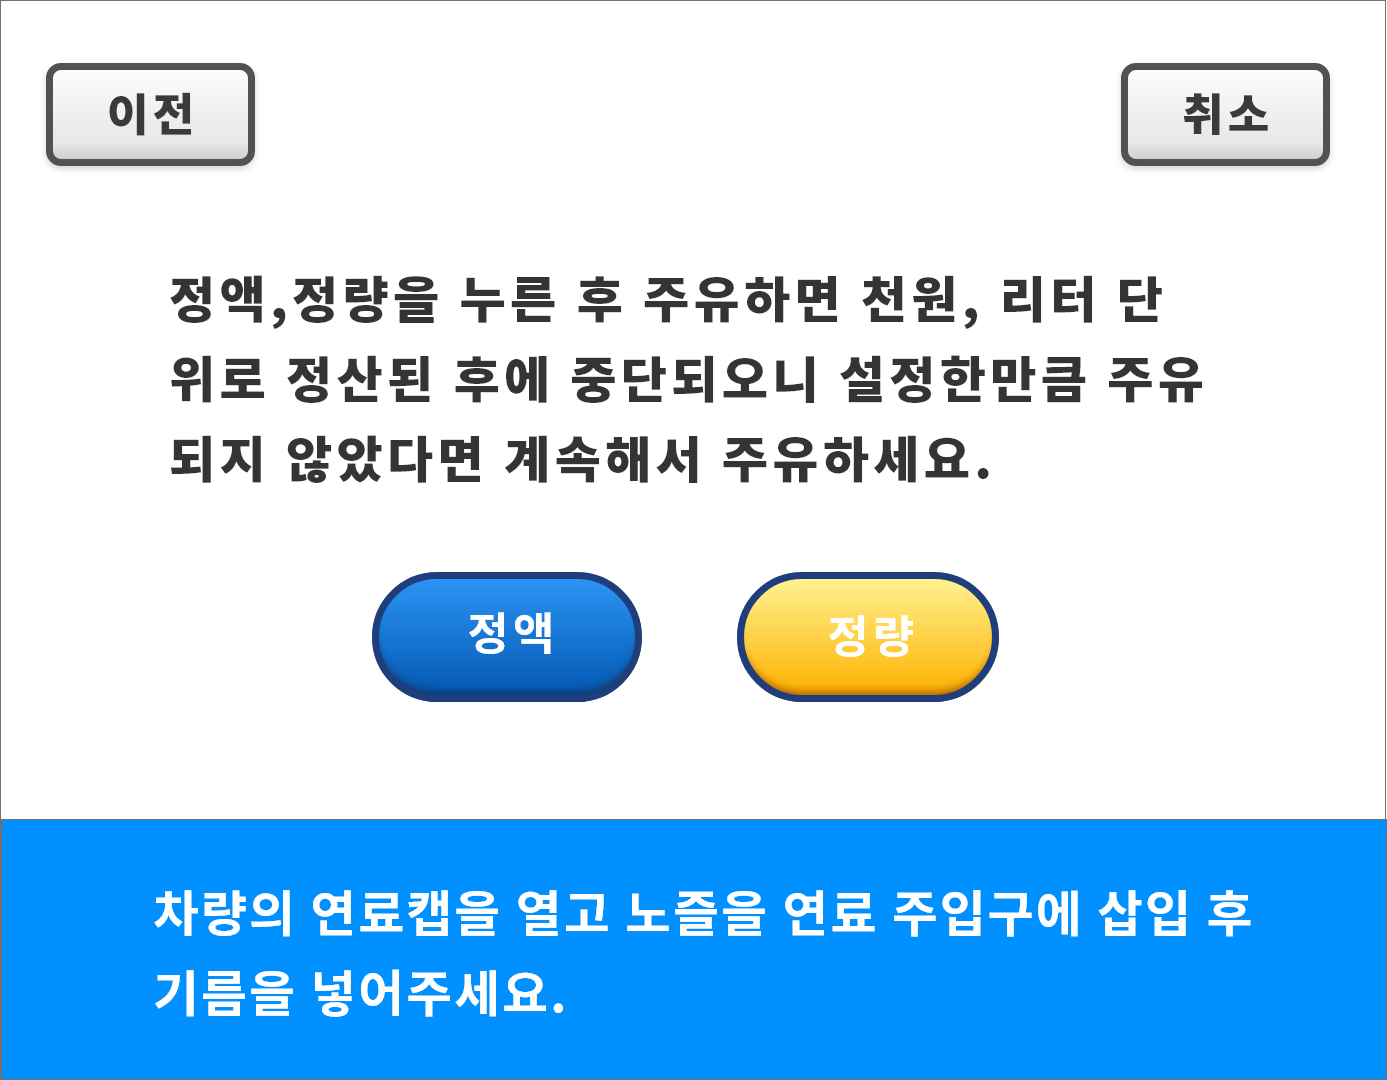 이전
취소
정액,정량을 누른 후 주유하면 천원, 리터 단
위로 정산된 후에 중단되오니 설정한만큼 주유
되지 않았다면 계속해서 주유하세요.
정액
정량
차량의 연료캡을 열고 노즐을 연료 주입구에 삽입 후
기름을 넣어주세요.